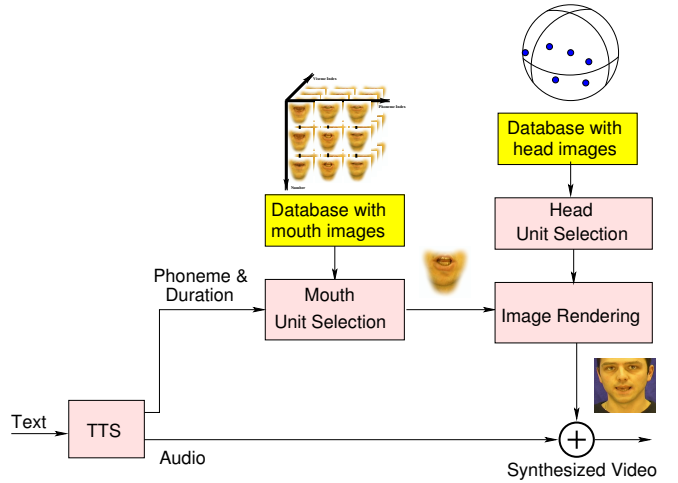 Viseme Index
Phoneme Index
Number
Database with
head images
Database with
mouth images
Head
Unit Selection
Phoneme &
Duration
Mouth
Unit Selection
Image Rendering
Text
TTS
Audio
Synthesized Video